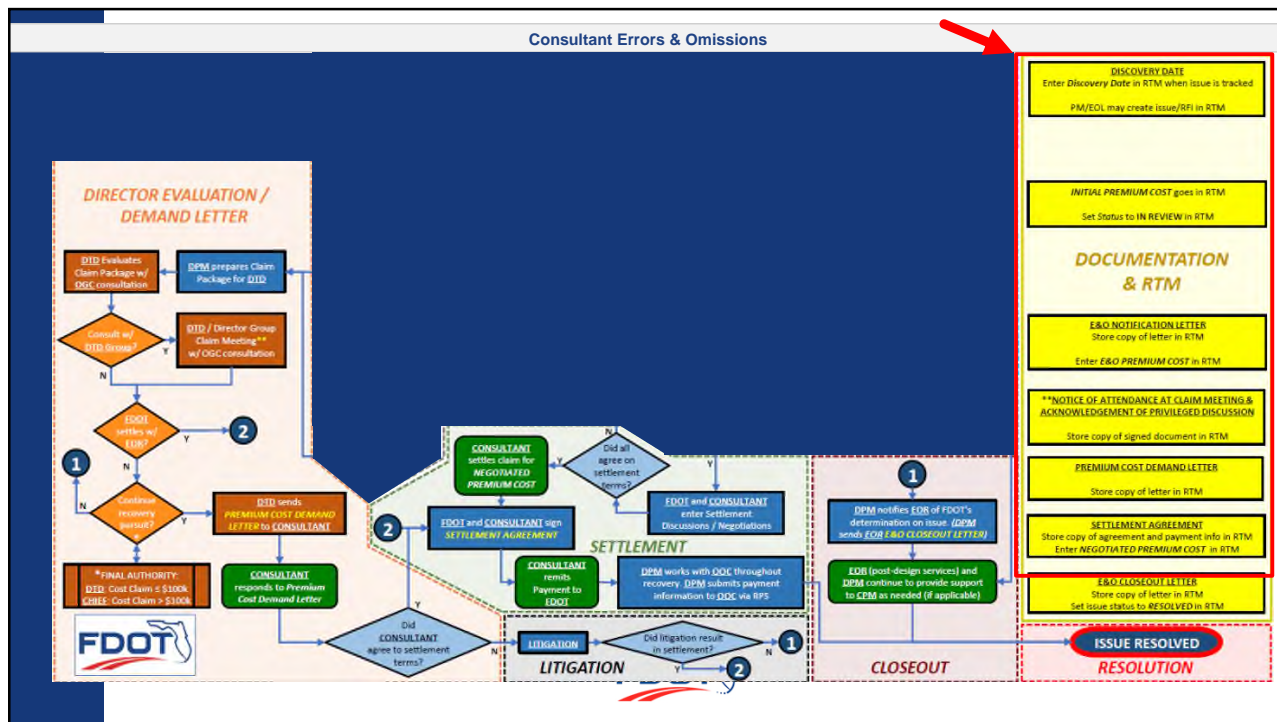 Consultant Errors & Omissions
DIRECTOR EVALUATION /
DEMAND LETTER
DTD Evaluates
Claim Package w/
OGC consultation
DPM prepares Claim
Package for DTD
Consult w/
DTD Group?
Y
N
DTD / Director Group
Claim Meeting**
w/ OGC consultation
FDOT
settles w/
EOR?
Y
2
N
1
Continue
recovery
pursuit?
*
N
Y
DTD sends
PREMIUM COST DEMAND
LETTER to CONSULTANT
*FINAL AUTHORITY:
DTD: Cost Claim ≤ $100k
CHIEF: Cost Claim > $100k
CONSULTANT
responds to Premium
Cost Demand Letter
FDOT
Did
CONSULTANT
agree to settlement
terms?
Y
N
2
CONSULTANT
settles claim for
NEGOTIATED
PREMIUM COST
Y
N
Did all
agree on
settlement
terms?
FDOT and CONSULTANT
enter Settlement
Discussions / Negotiations
FDOT and CONSULTANT sign
SETTLEMENT AGREEMENT
SETTLEMENT
CONSULTANT
remits
Payment to
FDOT
DPM works with OOC throughout
recovery. DPM submits payment
information to OOC via RPS
LITIGATION
Did litigation result
in settlement?
N
1
Y
2
LITIGATION
1
DPM notifies EOR of FDOT's
determination on issue. (DPM
sends EOR E&O CLOSEOUT LETTER)
EOR (post-design services) and
DPM continue to provide support
to CPM as needed (if applicable)
CLOSEOUT
DISCOVERY DATE
Enter Discovery Date in RTM when issue is tracked
PM/EOL may create issue/RFI in RTM
INITIAL PREMIUM COST goes in RTM
Set Status to IN REVIEW in RTM
DOCUMENTATION
& RTM
E&O NOTIFICATION LETTER
Store copy of letter in RTM
Enter E&O PREMIUM COST in RTM
**NOTICE OF ATTENDANCE AT CLAIM MEETING &
ACKNOWLEDGEMENT OF PRIVILEGED DISCUSSION
Store copy of signed document in RTM
PREMIUM COST DEMAND LETTER
Store copy of letter in RTM
SETTLEMENT AGREEMENT
Store copy of agreement and payment info in RTM
Enter NEGOTIATED PREMIUM COST in RTM
E&O CLOSEOUT LETTER
Store copy of letter in RTM
Set issue status to RESOLVED in RTM
ISSUE RESOLVED
RESOLUTION